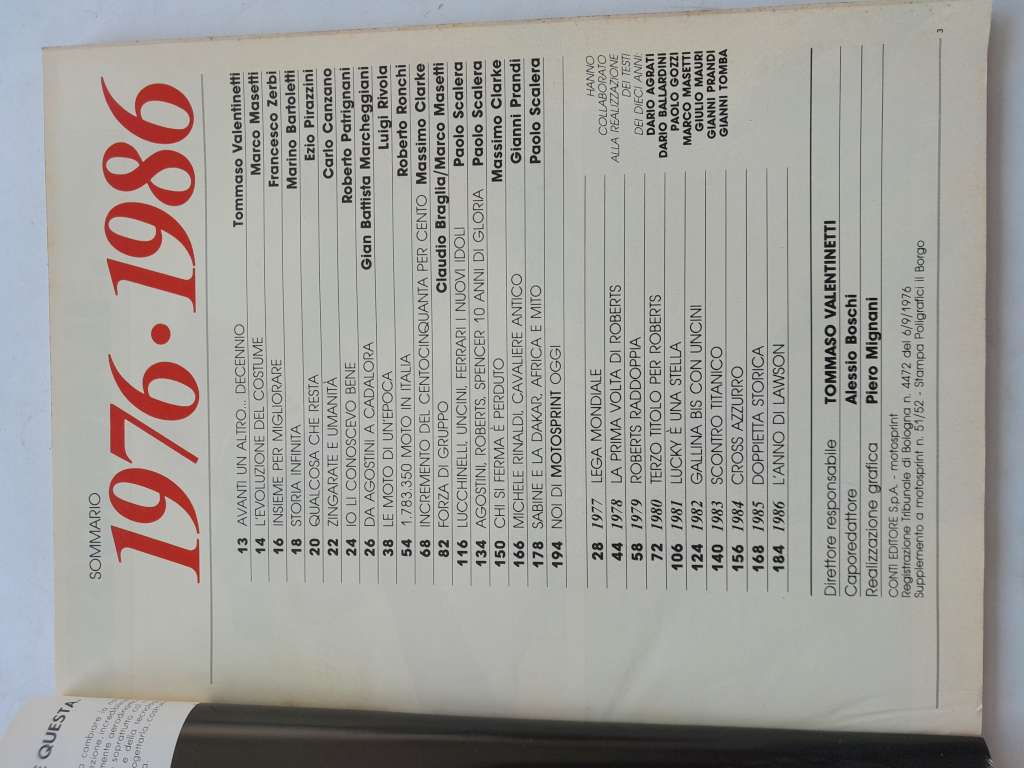 SOMMARIO
1976·1986
13 AVANTI UN ALTRO... DECENNIO Tommaso Valentinetti
14 L'EVOLUZIONE DEL COSTUME Marco Masetti
16 INSIEME PER MIGLIORARE Francesco Zerbi
18 STORIA INFINITA Marino Bartoletti
20 QUALCOSA CHE RESTA Ezio Pirazzini
22 ZINGARATE E UMANITÀ Carlo Canzano
24 IO LI CONOSCEVO BENE Roberto Patrignani
26 DA AGOSTINI A CADALORA Gian Battista Marcheggiani
38 LE MOTO DI UN'EPOCA Luigi Rivola
54 1.783.350 MOTO IN ITALIA Roberto Ronchi
68 INCREMENTO DEL CENTOCINQUANTA PER CENTO Massimo Clarke
82 FORZA DI GRUPPO Claudio Braglia/Marco Masetti
116 LUCCHINELLI, UNCINI, FERRARI I NUOVI IDOLI Paolo Scalera
134 AGOSTINI, ROBERTS, SPENCER 10 ANNI DI GLORIA Paolo Scalera
150 CHI SI FERMA È PERDUTO Massimo Clarke
166 MICHELE RINALDI, CAVALIERE ANTICO Gianni Prandi
178 SABINE E LA DAKAR, AFRICA E MITO Paolo Scalera
194 NOI DI MOTOSPRINT OGGI
28 1977 LEGA MONDIALE
44 1978 LA PRIMA VOLTA DI ROBERTS
58 1979 ROBERTS RADDOPPIA
72 1980 TERZO TITOLO PER ROBERTS
106 1981 LUCKY È UNA STELLA
124 1982 GALLINA BIS CON UNCINI
140 1983 SCONTRO TITANICO
156 1984 CROSS AZZURRO
168 1985 DOPPIETTA STORICA
184 1986 L'ANNO DI LAWSON
HANNO
COLLABORATO
ALLA REALIZZAZIONE
DEI TESTI
DEI DIECI ANNI:
DARIO AGRATI
DARIO BALLARDINI
PAOLO GOZZI
MARCO MASETTI
GIULIO MAURI
GIANNI PRANDI
GIANNI TOMBA
Direttore responsabile TOMMASO VALENTINETTI
Caporedattore Alessio Boschi
Realizzazione grafica Piero Mignani
CONTI EDITORE S.p.A. - motosprint
Registrazione Tribunale di Bologna n. 4472 del 6/9/1976
Supplemento a motosprint n. 51/52 - Stampa Poligrafici il Borgo
3
QUESTA
cambiare